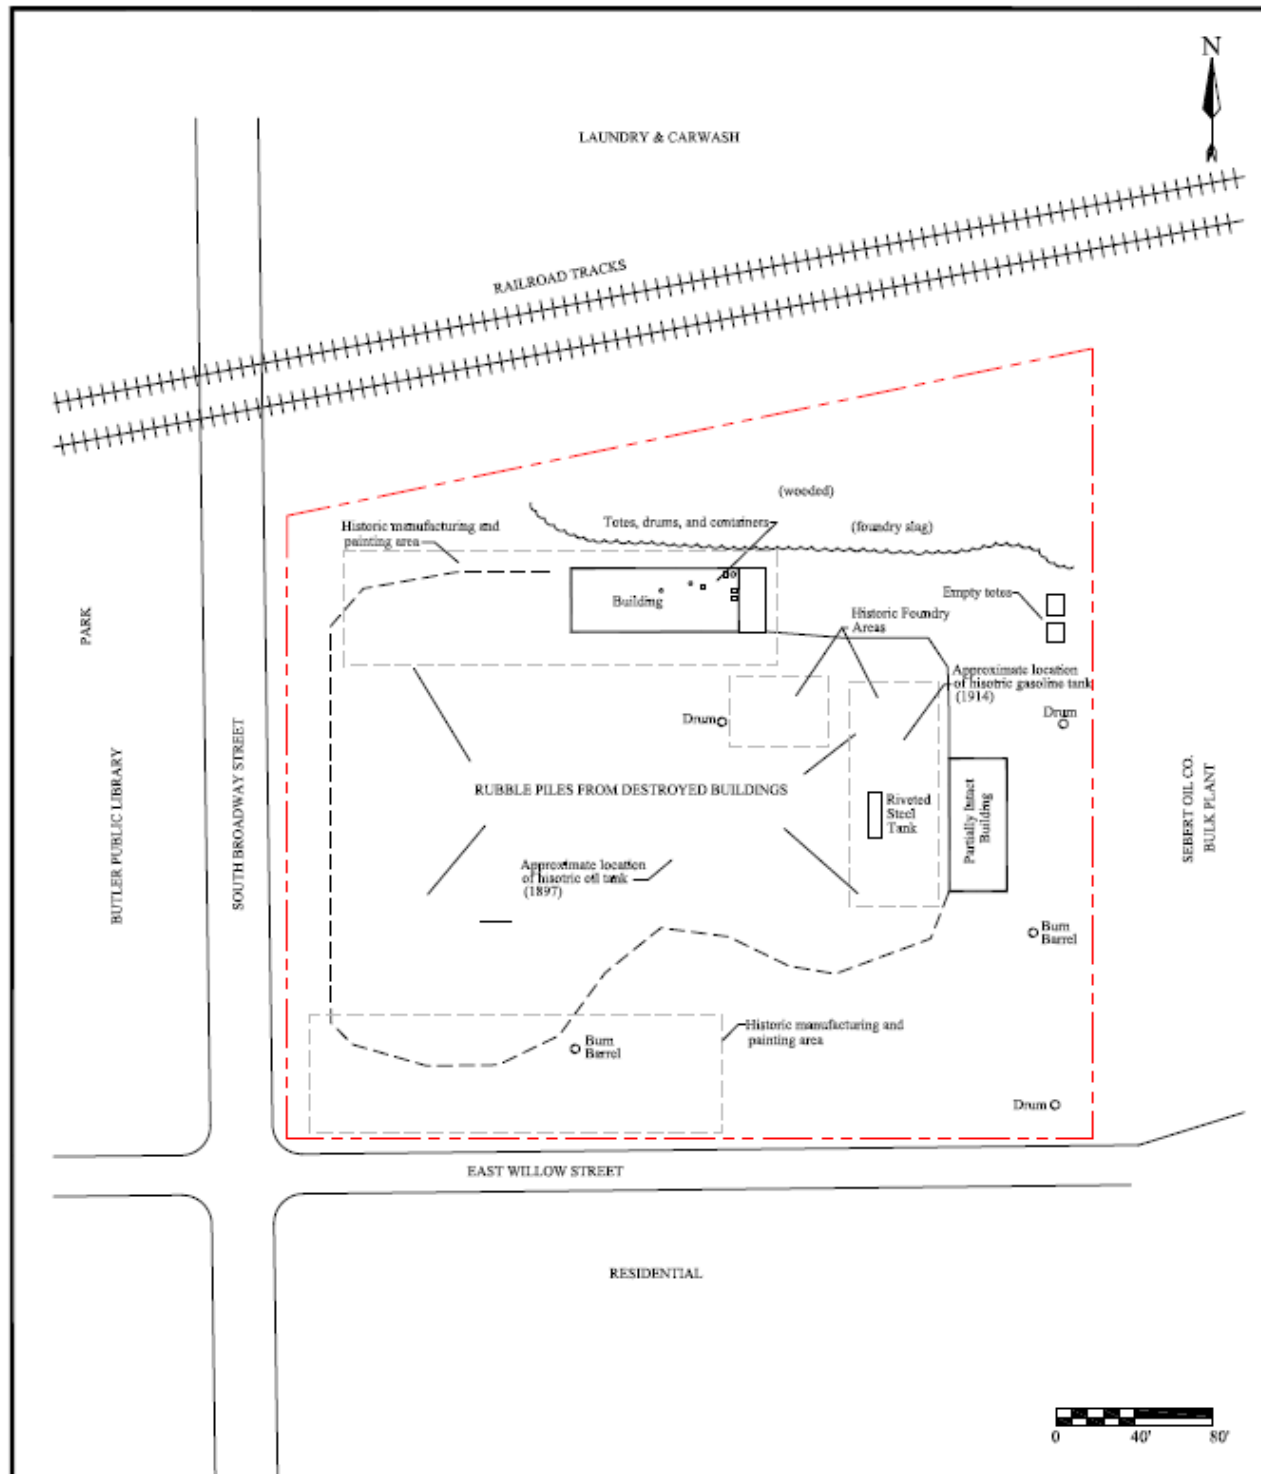 N
LAUNDRY & CARWASH
RAILROAD TRACKS
(wooded)
Totes, drums, and containers
(foundry slag)
Historic manufacturing and
painting area
Building
Empty totes
Historic Foundry
Areas
PARK
Approximate location
of hisotric gasoline tank
(1914)
Drum
Drum
RUBBLE PILES FROM DESTROYED BUILDINGS
Riveted
Steel
Tank
Partially Intact
Building
BUTLER PUBLIC LIBRARY
SOUTH BROADWAY STREET
SEBERT OIL CO.
BULK PLANT
Approximate location
of hisotric oil tank
(1897)
Burn
Barrel
Historic manufacturing and
painting area
Burn
Barrel
Drum
EAST WILLOW STREET
RESIDENTIAL
0 40' 80'